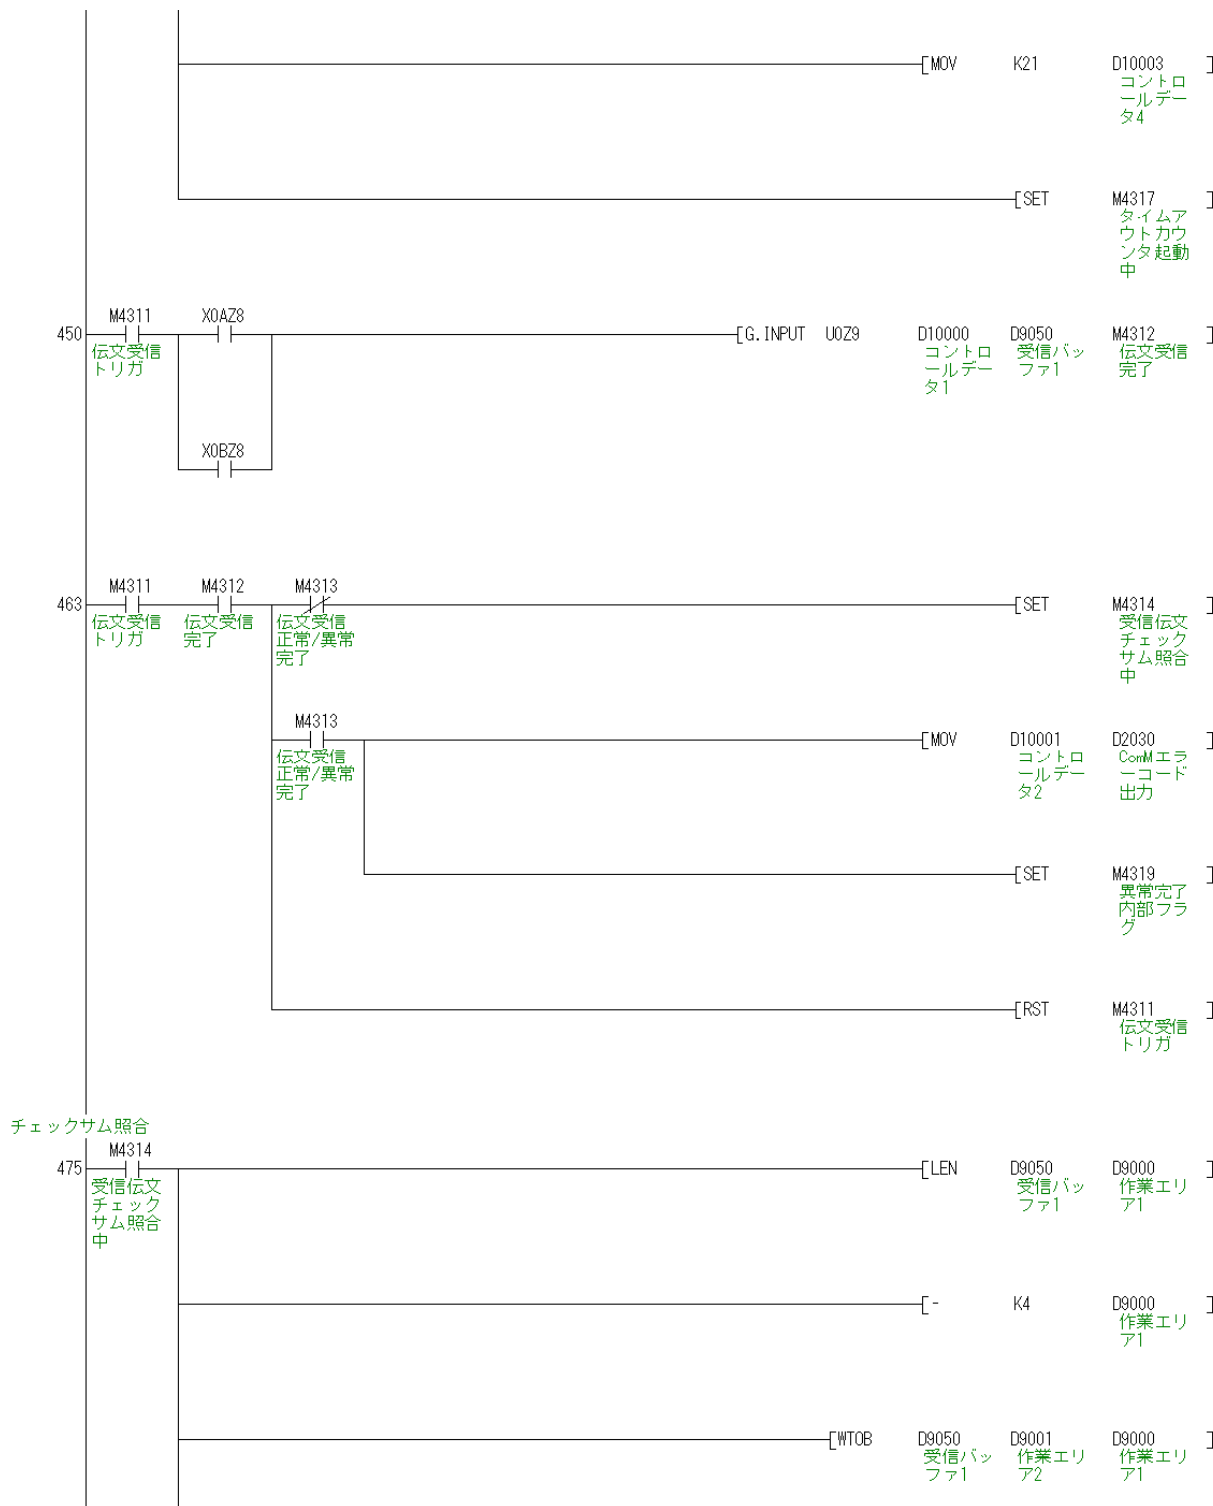 MOV K21 D10003
コントロ
ールデー
タ4
SET M4317
タイムア
ウトカウ
ンタ起動
中
M4311 X0AZ8
450 G.INPUT U0Z9 D10000 D9050 M4312
伝文受信 コントロ 受信バッ 伝文受信
トリガ ールデー ファ1 完了
タ1
X0BZ8
M4311 M4312 M4313
463 SET M4314
伝文受信 伝文受信 伝文受信 受信伝文
トリガ 完了 正常/異常 チェック
完了 サム照合
中
M4313
MOV D10001 D2030
伝文受信 コントロ ComMエラ
正常/異常 ールデー ーコード
完了 タ2 出力
SET M4319
異常完了
内部フラ
グ
RST M4311
伝文受信
トリガ
チェックサム照合
M4314
475 LEN D9050 D9000
受信伝文 受信バッ 作業エリ
チェック ファ1 ア1
サム照合
中
- K4 D9000
作業エリ
ア1
WTOB D9050 D9001 D9000
受信バッ 作業エリ 作業エリ
ファ1 ア2 ア1